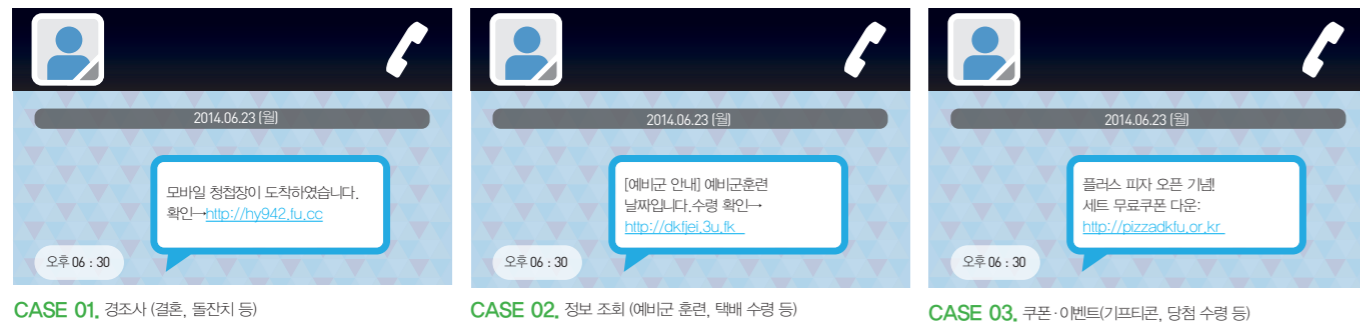 2014.06.23 (월)
모바일 청첩장이 도착하였습니다.
확인→http://hy942.fu.cc
오후 06 : 30
CASE 01. 경조사 (결혼, 돌잔치 등)
2014.06.23 (월)
[예비군 안내] 예비군훈련
날짜입니다.수령 확인→
http://dkfjei.3u.fk
오후 06 : 30
CASE 02. 정보 조회 (예비군 훈련, 택배 수령 등)
2014.06.23 (월)
플러스 피자 오픈 기념!
세트 무료쿠폰 다운:
http://pizzadkfu.or.kr
오후 06 : 30
CASE 03. 쿠폰·이벤트(기프티콘, 당첨 수령 등)